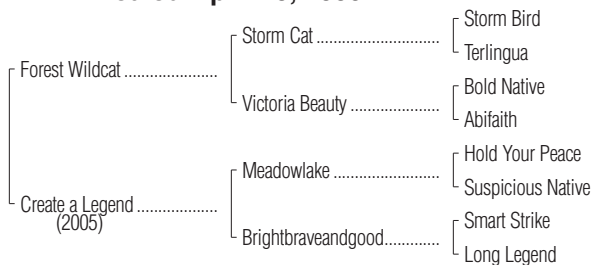 Storm Bird
Storm Cat ............................
Terlingua
Forest Wildcat ......................
Bold Native
Victoria Beauty .....................
Abifaith
Hold Your Peace
Meadowlake .........................
Suspicious Native
Create a Legend ...................
(2005)
Smart Strike
Brightbraveandgood.............
Long Legend